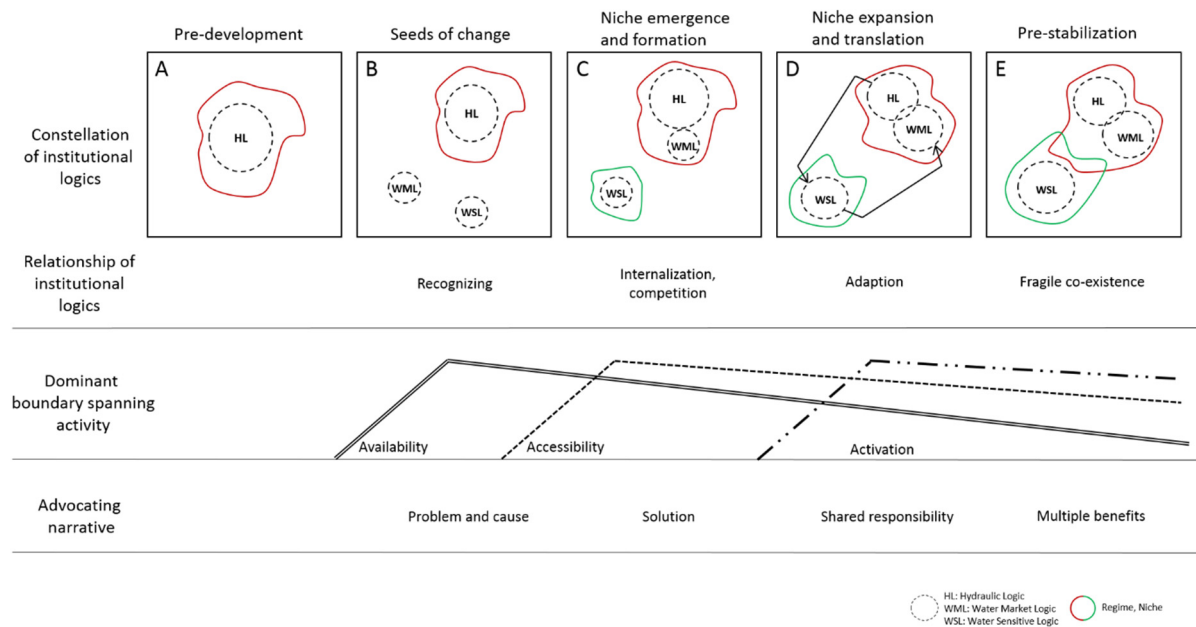 Pre-development
Seeds of change
Niche emergence
and formation
Niche expansion
and translation
Pre-stabilization
Constellation
of institutional
logics
A
HL
B
HL
WML
WSL
C
HL
WML
WSL
D
HL
WML
WSL
E
HL
WML
WSL
Relationship of
institutional
logics
Recognizing
Internalization,
competition
Adaption
Fragile co-existence
Dominant
boundary spanning
activity
Availability
Accessibility
Activation
Advocating
narrative
Problem and cause
Solution
Shared responsibility
Multiple benefits
HL: Hydraulic Logic
WML: Water Market Logic
WSL: Water Sensitive Logic
Regime, Niche